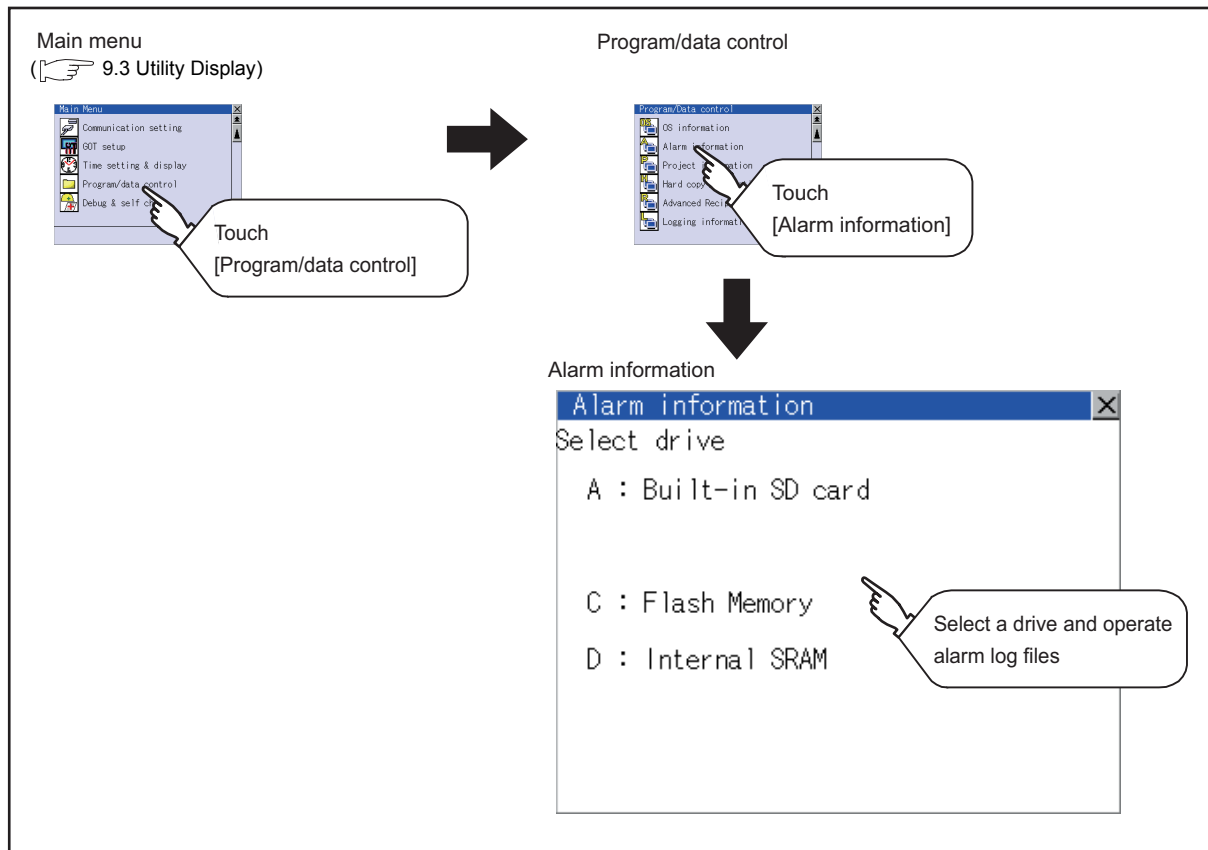 Main menu
( 9.3 Utility Display)
Main Menu
Communication setting
GOT setup
Time setting & display
Program/data control
Debug & self
Touch
[Program/data control]
Program/data control
Program/Data control
OS information
Alarm information
Project
Hard copy
Advanced
Logging
Touch
[Alarm information]
Alarm information
Alarm information
Select drive
A : Built-in SD card
C : Flash Memory
D : Internal SRAM
Select a drive and operate
alarm log files